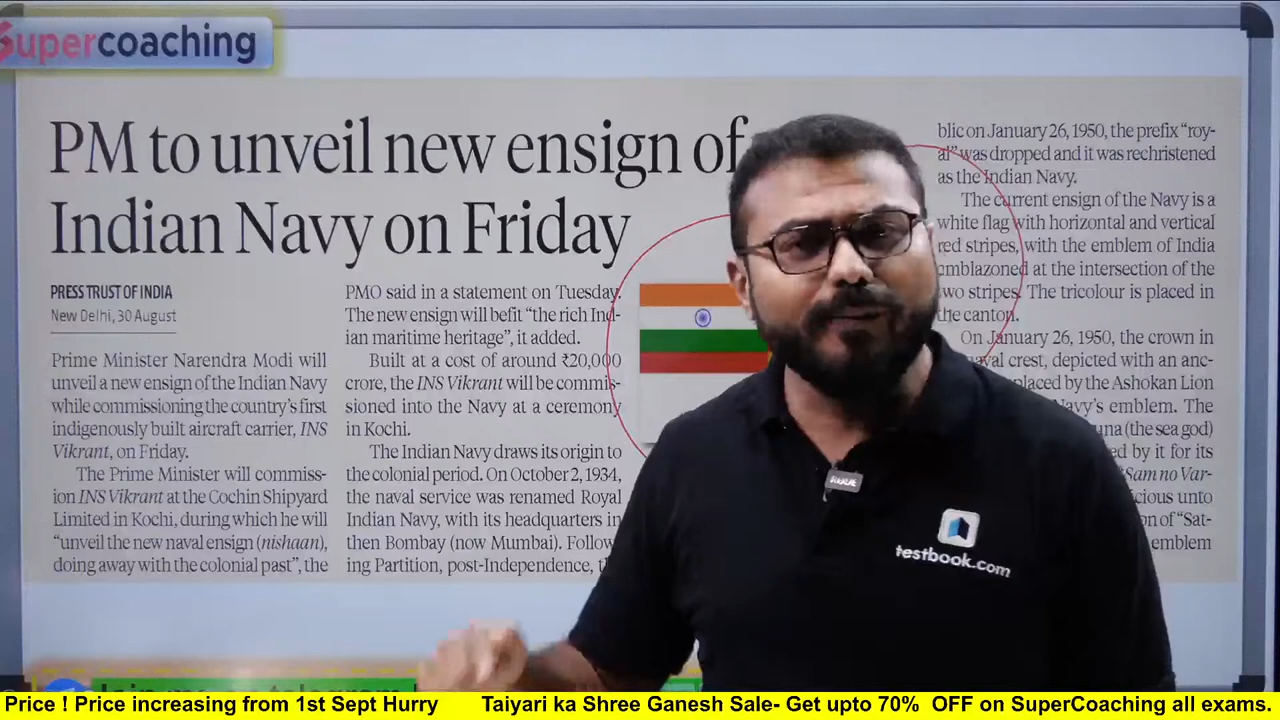 Supercoaching
PM to unveil new ensign of
Indian Navy on Friday
PRESS TRUST OF INDIA
New Delhi, 30 August
Prime Minister Narendra Modi will
unveil a new ensign of the Indian Navy
while commissioning the country's first
indigenously built aircraft carrier, INS
Vikrant, on Friday.
The Prime Minister will commiss-
ion INS Vikrant at the Cochin Shipyard
Limited in Kochi, during which he will
“unveil the new naval ensign (nishaan),
doing away with the colonial past”, the
PMO said in a statement on Tuesday.
The new ensign will befit “the rich Ind-
ian maritime heritage”, it added.
Built at a cost of around ₹20,000
crore, the INS Vikrant will be commis-
sioned into the Navy at a ceremony
in Kochi.
The Indian Navy draws its origin to
the colonial period. On October 2, 1934,
the naval service was renamed Royal
Indian Navy, with its headquarters in
then Bombay (now Mumbai). Follow-
ing Partition, post-Independence,
blic on January 26, 1950, the prefix “roy-
al” was dropped and it was rechristened
as the Indian Navy.
The current ensign of the Navy is a
white flag with horizontal and vertical
red stripes, with the emblem of India
emblazoned at the intersection of the
two stripes. The tricolour is placed in
the canton.
On January 26, 1950, the crown in
naval crest, depicted with an anc-
placed by the Ashokan Lion
Navy's emblem. The
una (the sea god)
ed by it for its
“Sam no Var-
cious unto
on of “Sat-
emblem
testbook.com
Price ! Price increasing from 1st Sept Hurry Taiyari ka Shree Ganesh Sale- Get upto 70% OFF on SuperCoaching all exams.